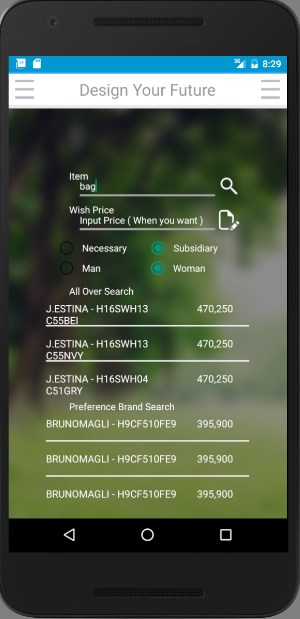 3G 8:29
Design Your Future
Item
bag
Wish Price
Input Price ( When you want )
Necessary Subsidiary
Man Woman
All Over Search
J.ESTINA - H16SWH13 470,250
C55BEI
J.ESTINA - H16SWH13 470,250
C55NVY
J.ESTINA - H16SWH04 470,250
C51GRY
Preference Brand Search
BRUNOMAGLI - H9CF510FE9 395,900
BRUNOMAGLI - H9CF510FE9 395,900
BRUNOMAGLI - H9CF510FE9 395,900